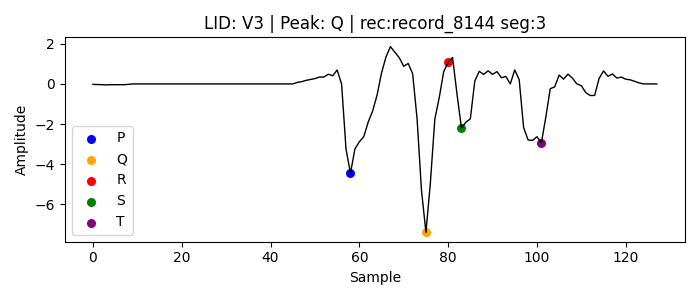 LID: V3 | Peak: Q | rec:record_8144 seg:3
Amplitude
2
0
−2
−4
−6
P
Q
R
S
T
0 20 40 60 80 100 120
Sample